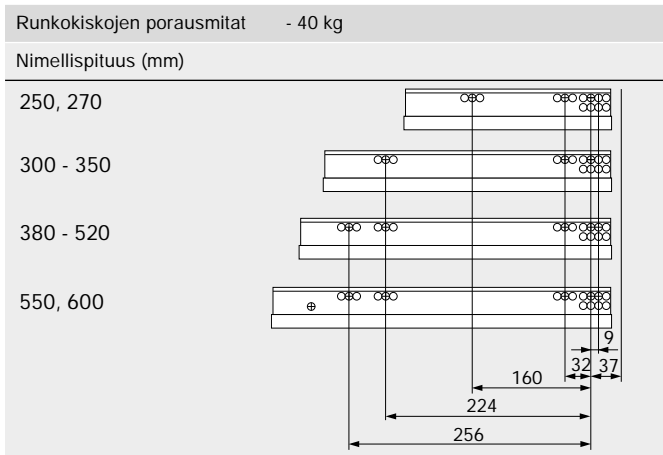 Runkokiskojen porausmitat - 40 kg
Nimellispituus (mm)
250, 270
300 - 350
380 - 520
550, 600
9
32 37
160
224
256